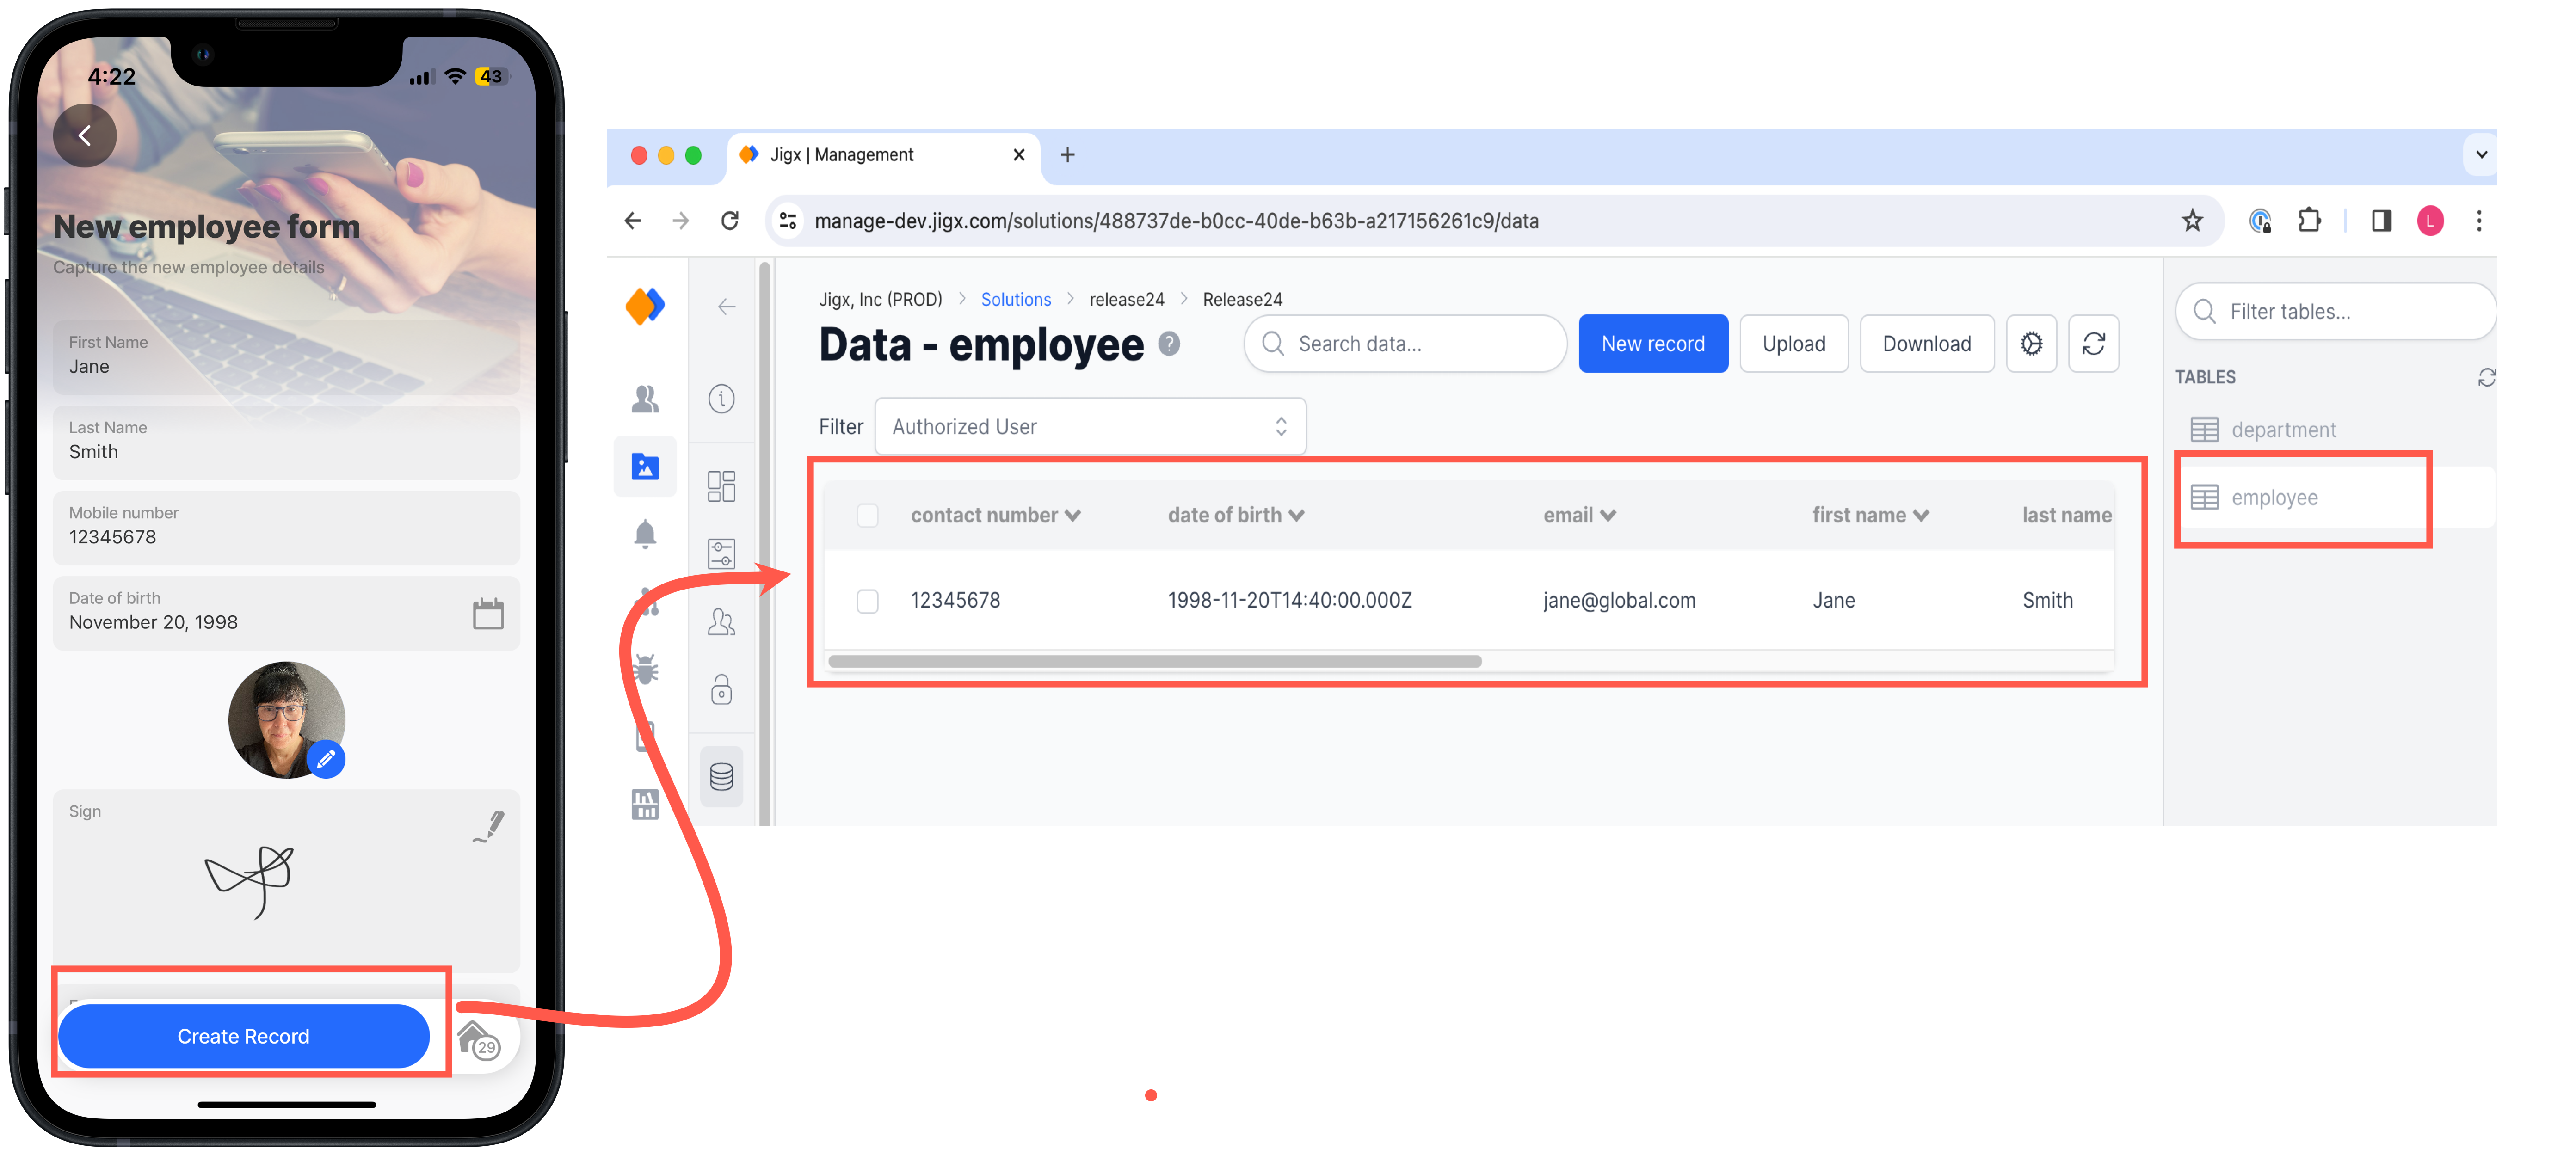 4:22
43
New employee form
Capture the new employee details
First Name
Jane
Last Name
Smith
Mobile number
12345678
Date of birth
November 20, 1998
Sign
Create Record
29
Jigx | Management
manage-dev.jigx.com/solutions/488737de-b0cc-40de-b63b-a217156261c9/data
L
Jigx, Inc (PROD) > Solutions > release24 > Release24
Data - employee ?
Search data...
New record
Upload
Download
Filter
Authorized User
contact number date of birth email first name last name
12345678 1998-11-20T14:40:00.000Z jane@global.com Jane Smith
Filter tables...
TABLES
department
employee